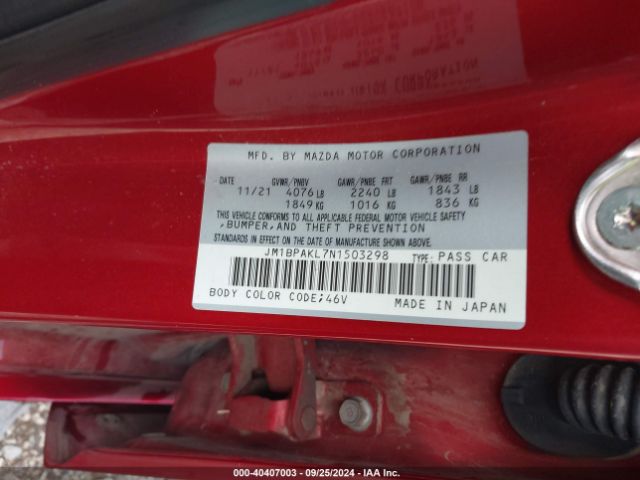 MFD. BY MAZDA MOTOR CORPORATION
DATE GVWR/PNBV GAWR/PNBE FRT GAWR/PNBE RR
11/21 4076 LB 2240 LB 1843 LB
1849 KG 1016 KG 836 KG
THIS VEHICLE CONFORMS TO ALL APPLICABLE FEDERAL MOTOR VEHICLE SAFETY
,BUMPER,AND THEFT PREVENTION
STANDARDS IN EFFECT ON THE DATE OF MANUFACTURE SHOWN ABOVE.
JM1BPAKL7N1503298 TYPE: PASS CAR
BODY COLOR CODE;46V MADE IN JAPAN
000-40407003 - 09/25/2024 - IAA Inc.